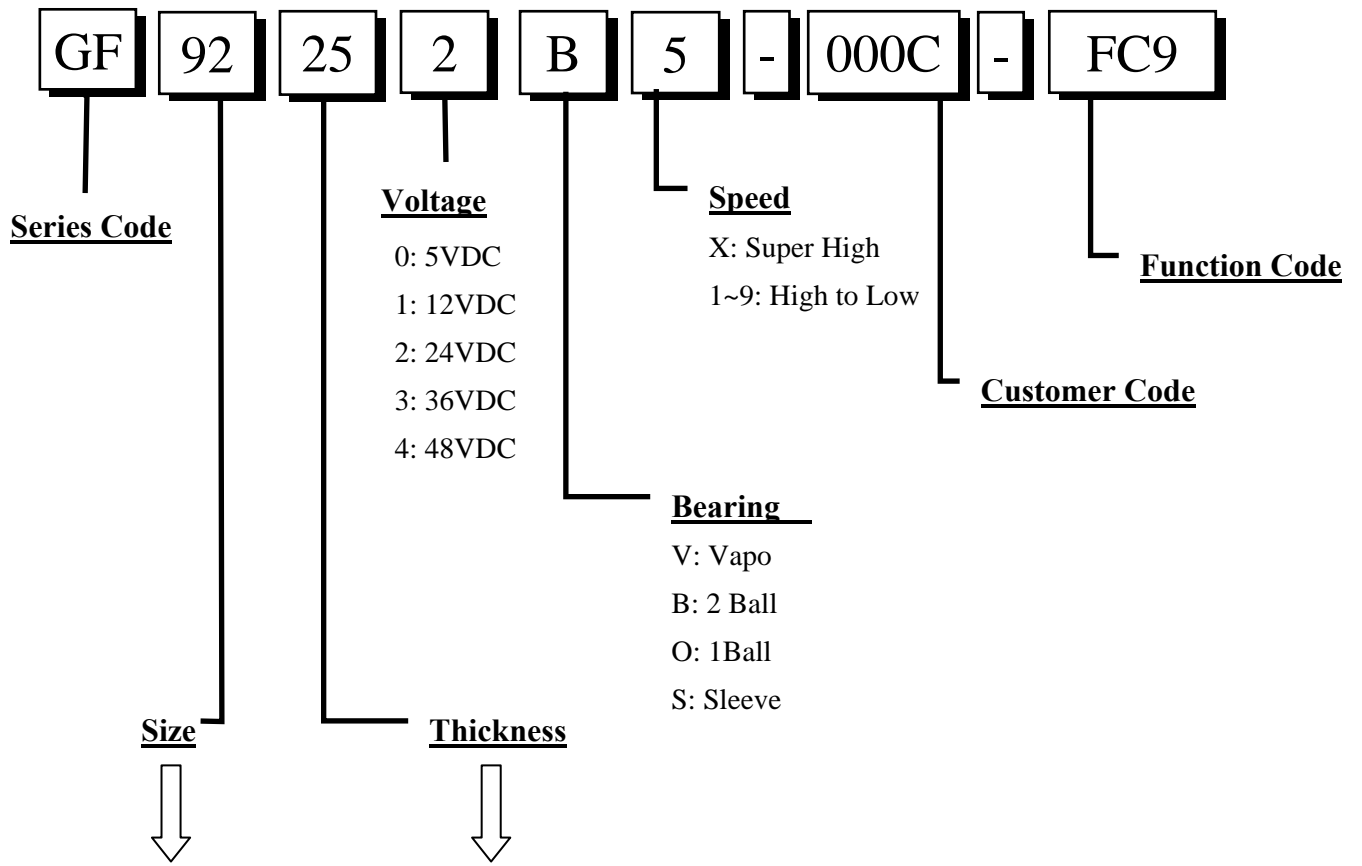 GF 92 25 2 B 5 - 000C - FC9
Series Code
Voltage
0: 5VDC
1: 12VDC
2: 24VDC
3: 36VDC
4: 48VDC
Speed
X: Super High
1~9: High to Low
Function Code
Customer Code
Bearing
V: Vapo
B: 2 Ball
O: 1Ball
S: Sleeve
Size
Thickness